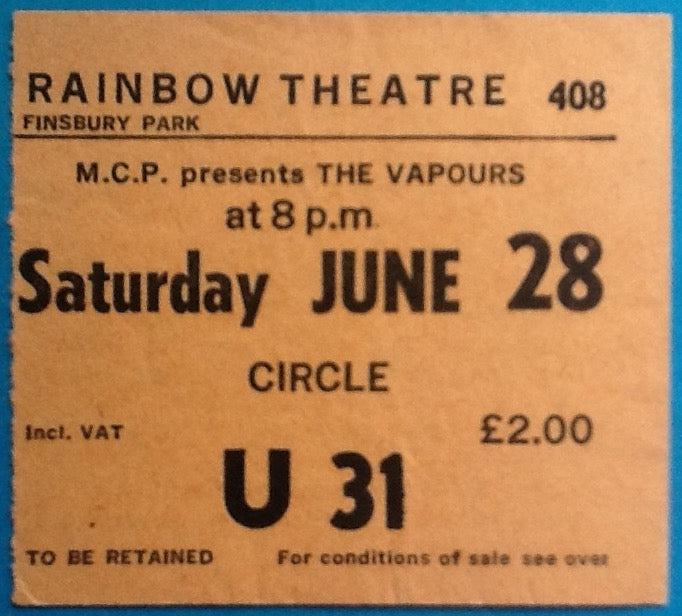 RAINBOW THEATRE 408
FINSBURY PARK
M.C.P. presents THE VAPOURS
at 8 p.m.
Saturday JUNE 28
CIRCLE
Incl. VAT £2.00
U 31
TO BE RETAINED For conditions of sale see over